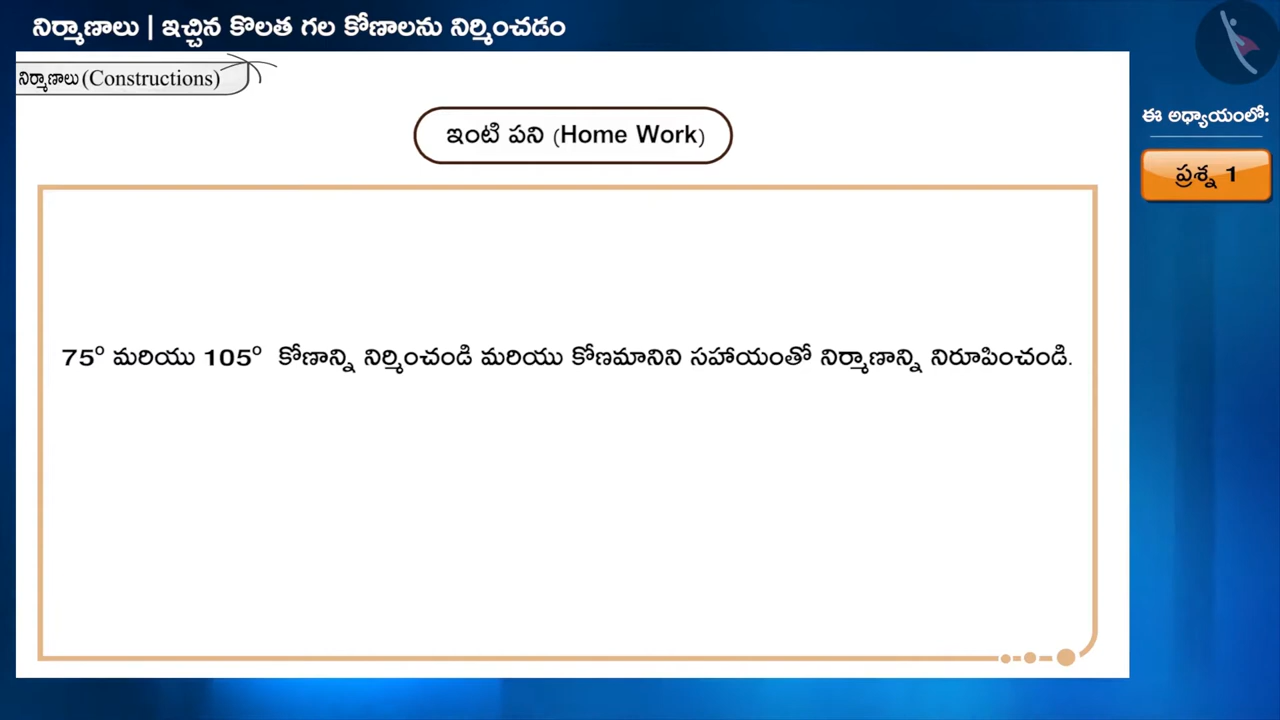 నిర్మాణాలు | ఇచ్చిన కొలత గల కోణాలను నిర్మించడం
నిర్మాణాలు (Constructions)
ఈ అధ్యాయంలో:
ఇంటి పని (Home Work)
ప్రశ్న 1
75° మరియు 105° కోణాన్ని నిర్మించండి మరియు కోణమానిని సహాయంతో నిర్మాణాన్ని నిరూపించండి.